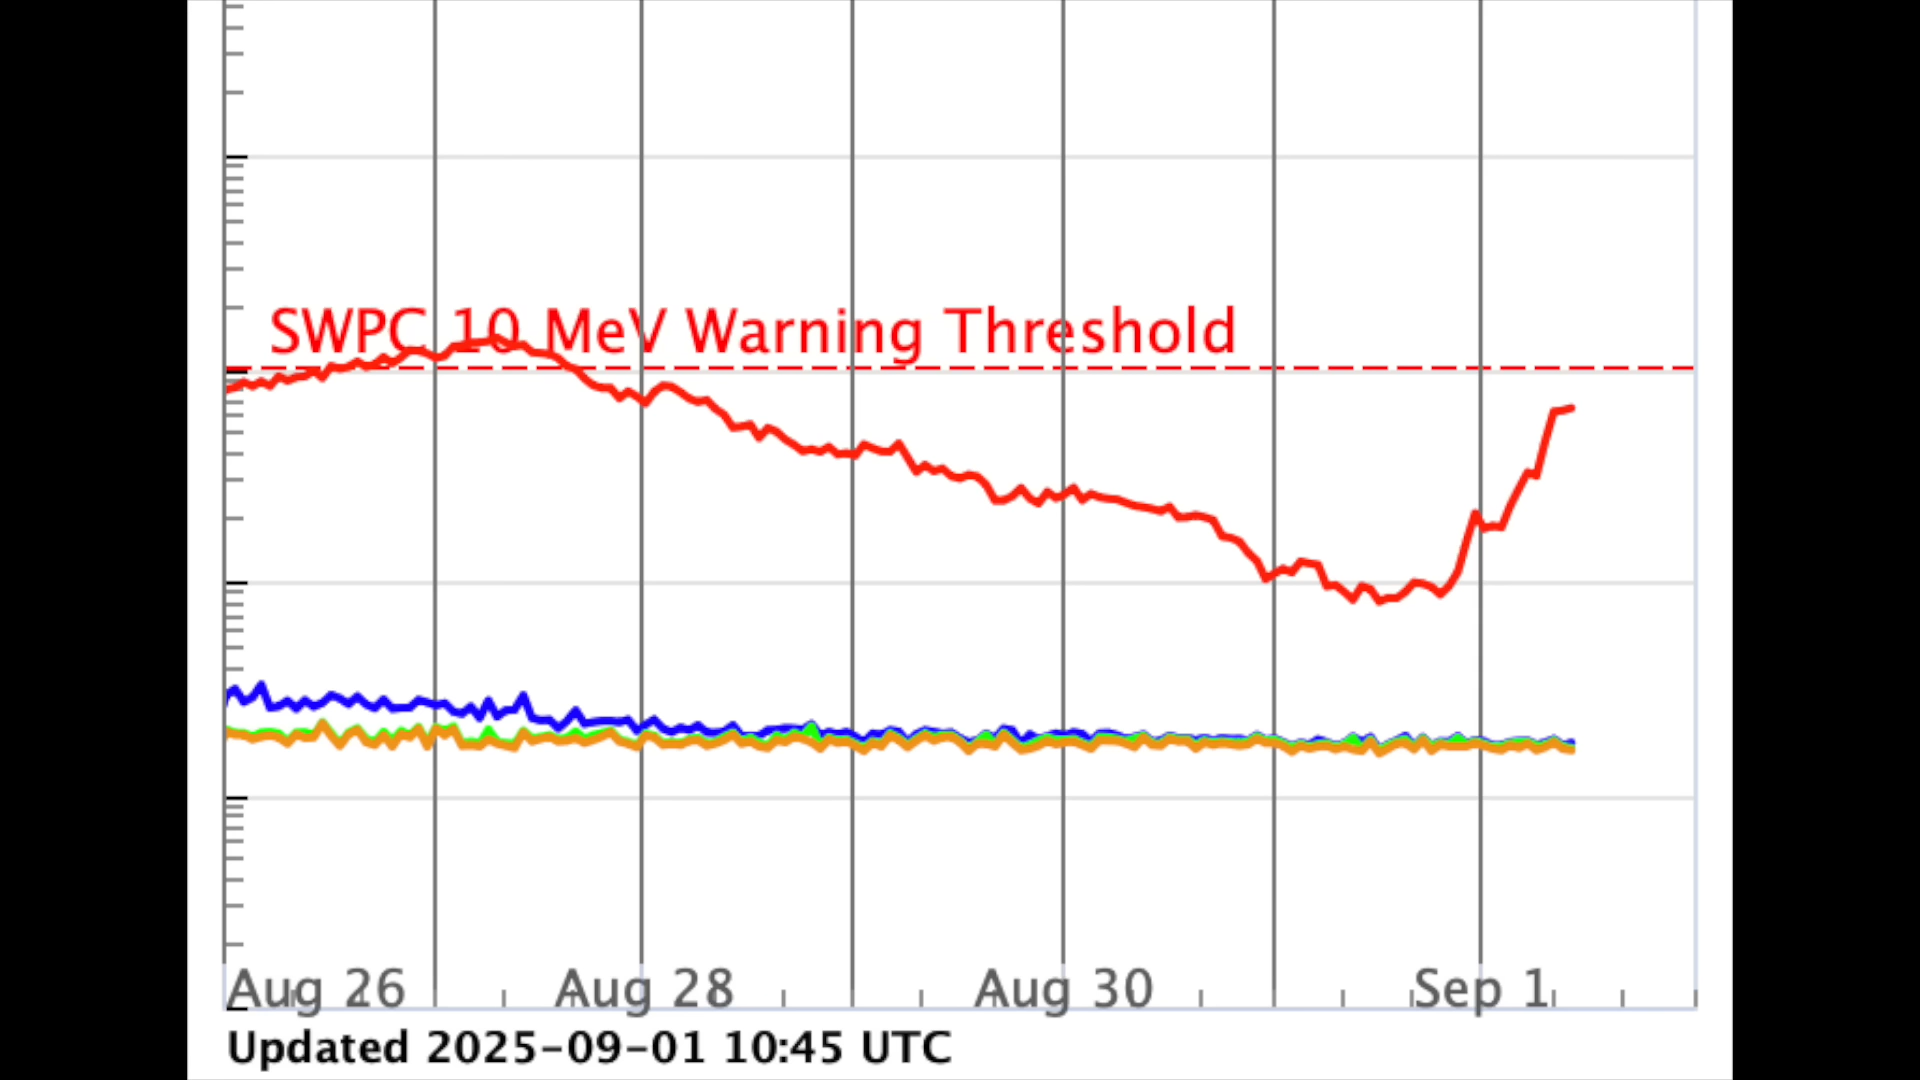 SWPC 10 MeV Warning Threshold
Aug 26 Aug 28 Aug 30 Sep 1
Updated 2025-09-01 10:45 UTC